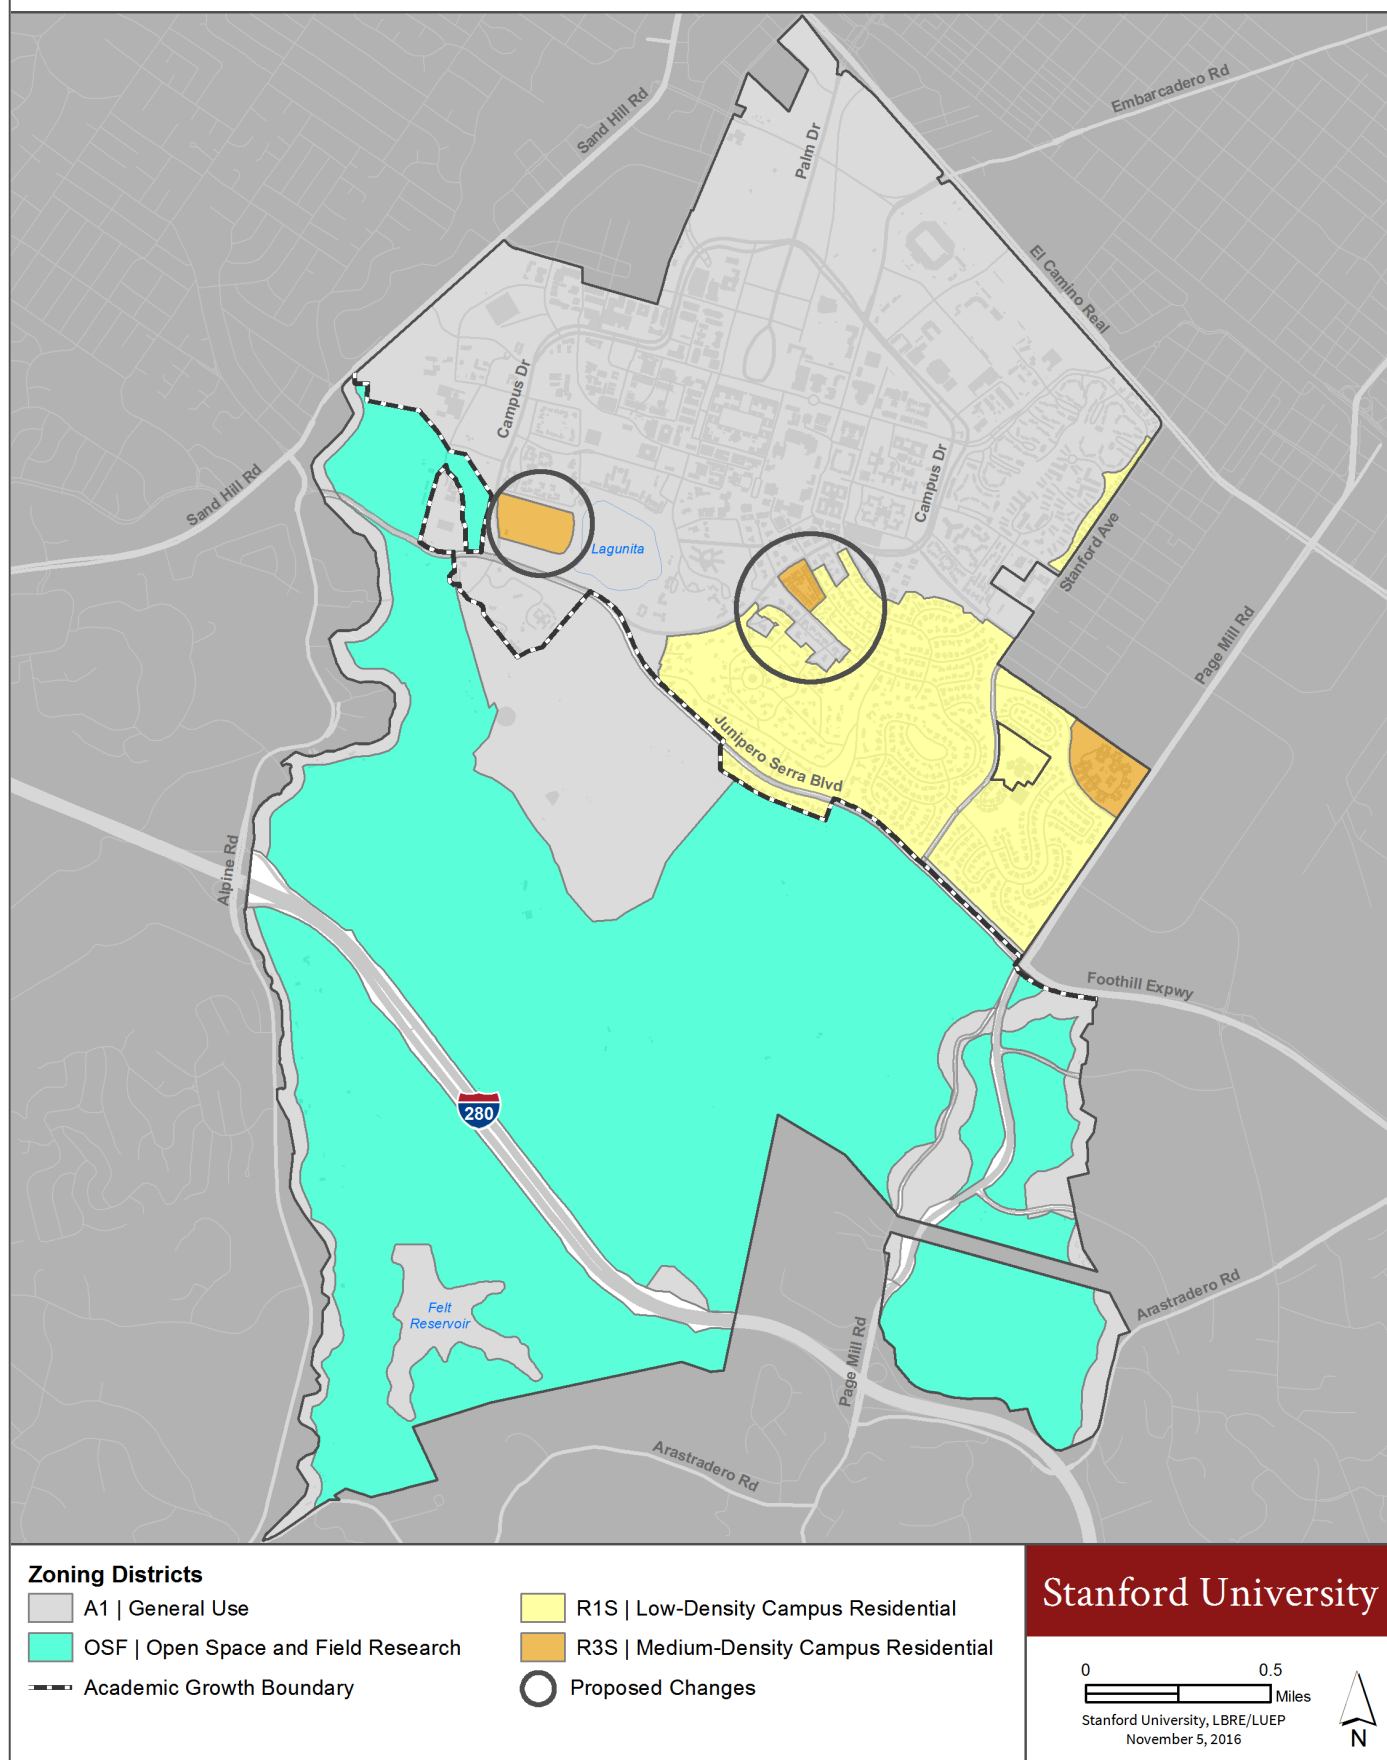 Embarcadero Rd
Sand Hill Rd
Palm Dr
El Camino Real
Campus Dr
Campus Dr
Sand Hill Rd
Lagunita
Stanford Ave
Page Mill Rd
Junipero Serra Blvd
Alpine Rd
Foothill Expwy
280
Felt
Reservoir
Arastradero Rd
Page Mill Rd
Arastradero Rd
Zoning Districts
A1 | General Use
OSF | Open Space and Field Research
Academic Growth Boundary
R1S | Low-Density Campus Residential
R3S | Medium-Density Campus Residential
Proposed Changes
Stanford University
0 0.5
Miles
Stanford University, LBRE/LUEP
November 5, 2016
N